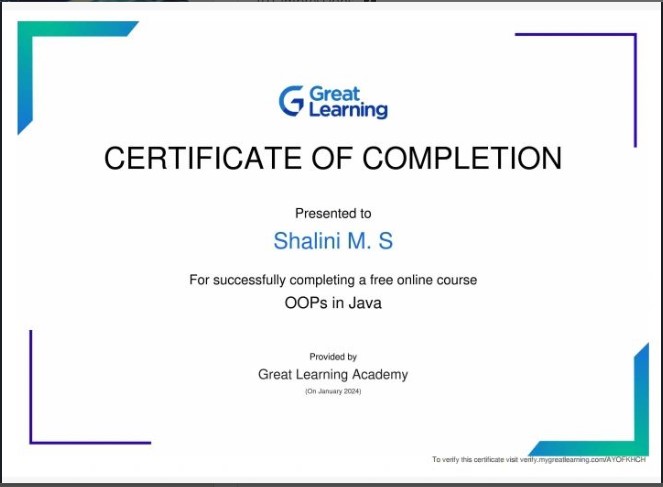 Great
Learning
CERTIFICATE OF COMPLETION
Presented to
Shalini M. S
For successfully completing a free online course
OOPs in Java
Provided by
Great Learning Academy
(On January 2024)
To verify this certificate visit verify.mygreatlearning.com/AYOFKHCH